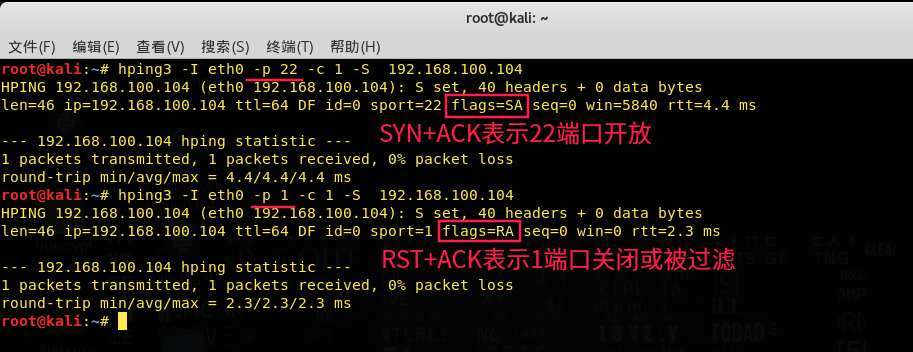 root@kali: ~
文件(F) 编辑(E) 查看(V) 搜索(S) 终端(T) 帮助(H)
root@kali:~# hping3 -I eth0 -p 22 -c 1 -S  192.168.100.104
HPING 192.168.100.104 (eth0 192.168.100.104): S set, 40 headers + 0 data bytes
len=46 ip=192.168.100.104 ttl=64 DF id=0 sport=22 flags=SA seq=0 win=5840 rtt=4.4 ms
SYN+ACK表示22端口开放
--- 192.168.100.104 hping statistic ---
1 packets transmitted, 1 packets received, 0% packet loss
round-trip min/avg/max = 4.4/4.4/4.4 ms
root@kali:~# hping3 -I eth0 -p 1 -c 1 -S  192.168.100.104
HPING 192.168.100.104 (eth0 192.168.100.104): S set, 40 headers + 0 data bytes
len=46 ip=192.168.100.104 ttl=64 DF id=0 sport=1 flags=RA seq=0 win=0 rtt=2.3 ms
RST+ACK表示1端口关闭或被过滤
--- 192.168.100.104 hping statistic ---
1 packets transmitted, 1 packets received, 0% packet loss
round-trip min/avg/max = 2.3/2.3/2.3 ms
root@kali:~#